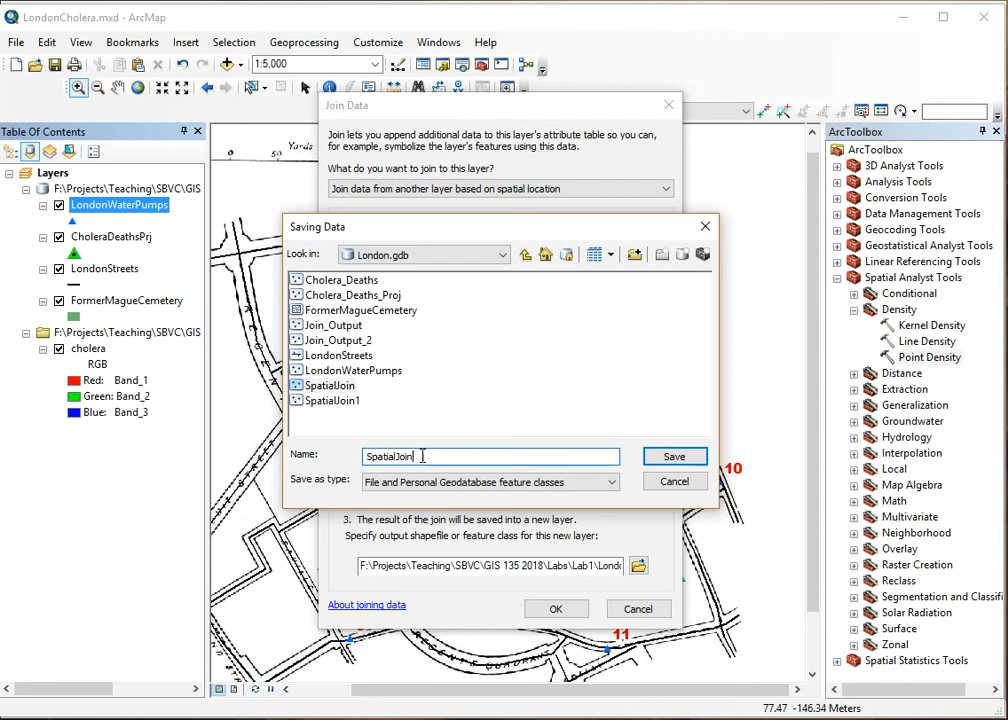 LondonCholera.mxd - ArcMap
File Edit View Bookmarks Insert Selection Geoprocessing Customize Windows Help
1:5,000
Table Of Contents
Layers
F:\Projects\Teaching\SBVC\GIS
LondonWaterPumps
CholeraDeathsPrj
LondonStreets
FormerMagueCemetery
F:\Projects\Teaching\SBVC\GIS
cholera
RGB
Red: Band_1
Green: Band_2
Blue: Band_3
0 50 Yards
Join Data
Join lets you append additional data to this layer's attribute table so you can,
for example, symbolize the layer's features using this data.
What do you want to join to this layer?
Join data from another layer based on spatial location
Saving Data
Look in: London.gdb
Cholera_Deaths
Cholera_Deaths_Proj
FormerMagueCemetery
Join_Output
Join_Output_2
LondonStreets
LondonWaterPumps
SpatialJoin
SpatialJoin1
Name: SpatialJoin Save
Save as type: File and Personal Geodatabase feature classes Cancel
3. The result of the join will be saved into a new layer.
Specify output shapefile or feature class for this new layer:
F:\Projects\Teaching\SBVC\GIS 135 2018\Labs\Lab1\Lond
About joining data OK Cancel
10
11
QUADRANT
ArcToolbox
ArcToolbox
3D Analyst Tools
Analysis Tools
Conversion Tools
Data Management Tools
Geocoding Tools
Geostatistical Analyst Tools
Linear Referencing Tools
Spatial Analyst Tools
Conditional
Density
Kernel Density
Line Density
Point Density
Distance
Extraction
Generalization
Groundwater
Hydrology
Interpolation
Local
Map Algebra
Math
Multivariate
Neighborhood
Overlay
Raster Creation
Reclass
Segmentation and Classifi
Solar Radiation
Surface
Zonal
Spatial Statistics Tools
77.47 -146.34 Meters